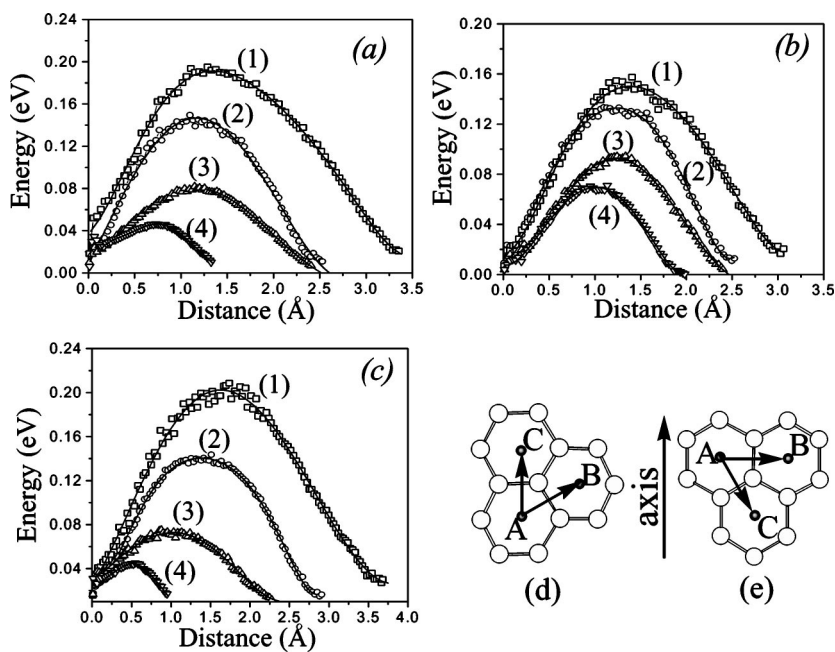 (a)
0.24
0.20
0.16
0.12
0.08
0.04
0.00
Energy (eV)
(1)
(2)
(3)
(4)
0.0 0.5 1.0 1.5 2.0 2.5 3.0 3.5
Distance (Å)
(b)
0.20
0.16
0.12
0.08
0.04
0.00
Energy (eV)
(1)
(2)
(3)
(4)
0.0 0.5 1.0 1.5 2.0 2.5 3.0 3.5
Distance (Å)
(c)
0.24
0.20
0.16
0.12
0.08
0.04
Energy (eV)
(1)
(2)
(3)
(4)
0.0 0.5 1.0 1.5 2.0 2.5 3.0 3.5 4.0
Distance (Å)
C
B
A
(d)
axis
A
B
C
(e)